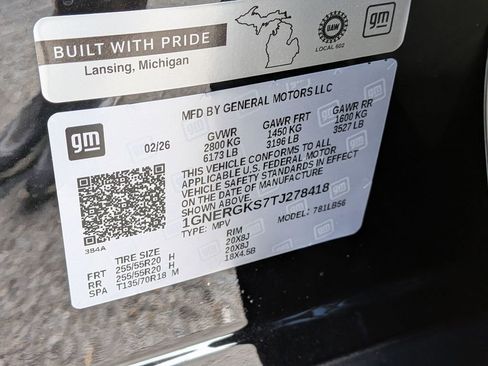 BUILT WITH PRIDE
Lansing, Michigan
UAW
LOCAL 602
gm
gm
MFD BY GENERAL MOTORS LLC
02/26
GVWR GAWR FRT GAWR RR
2800 KG 1450 KG 1600 KG
6173 LB 3196 LB 3527 LB
THIS VEHICLE CONFORMS TO ALL
APPLICABLE U.S. FEDERAL MOTOR
VEHICLE SAFETY STANDARDS IN EFFECT
ON THE DATE OF MANUFACTURE
SHOWN ABOVE.
1GNERGKS7TJ278418
TYPE: MPV MODEL: 781LB56
384A
TIRE SIZE RIM
FRT 255/55R20 H 20X8J
RR 255/55R20 H 20X8J
SPA T135/70R18 M 18X4.5B